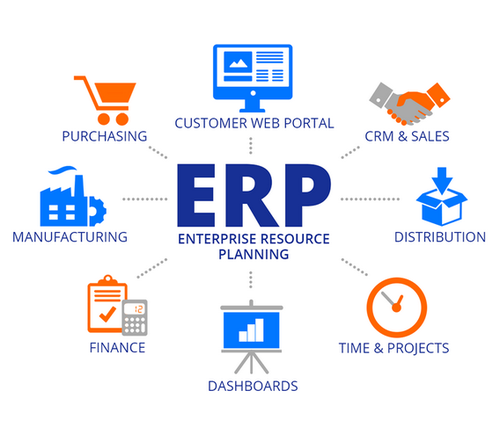 CUSTOMER WEB PORTAL
PURCHASING
CRM & SALES
ERP
ENTERPRISE RESOURCE
PLANNING
MANUFACTURING
DISTRIBUTION
FINANCE
12
TIME & PROJECTS
DASHBOARDS